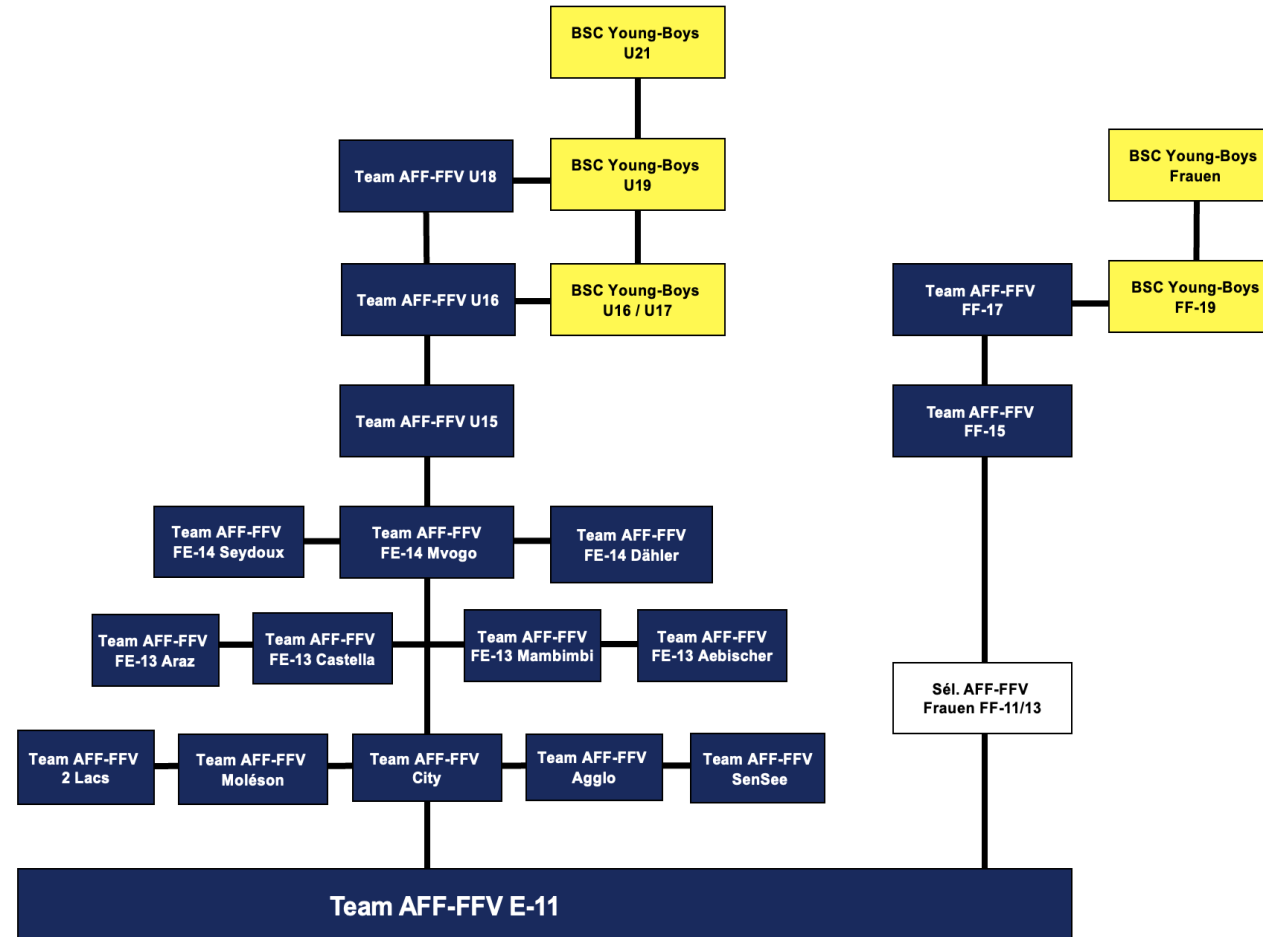 BSC Young-Boys
U21
Team AFF-FFV U18
BSC Young-Boys
U19
BSC Young-Boys
Frauen
Team AFF-FFV U16
BSC Young-Boys
U16 / U17
Team AFF-FFV
FF-17
BSC Young-Boys
FF-19
Team AFF-FFV U15
Team AFF-FFV
FF-15
Team AFF-FFV
FE-14 Seydoux
Team AFF-FFV
FE-14 Mvogo
Team AFF-FFV
FE-14 Dähler
Team AFF-FFV
FE-13 Araz
Team AFF-FFV
FE-13 Castella
Team AFF-FFV
FE-13 Mambimbi
Team AFF-FFV
FE-13 Aebischer
Sél. AFF-FFV
Frauen FF-11/13
Team AFF-FFV
2 Lacs
Team AFF-FFV
Moléson
Team AFF-FFV
City
Team AFF-FFV
Agglo
Team AFF-FFV
SenSee
Team AFF-FFV E-11